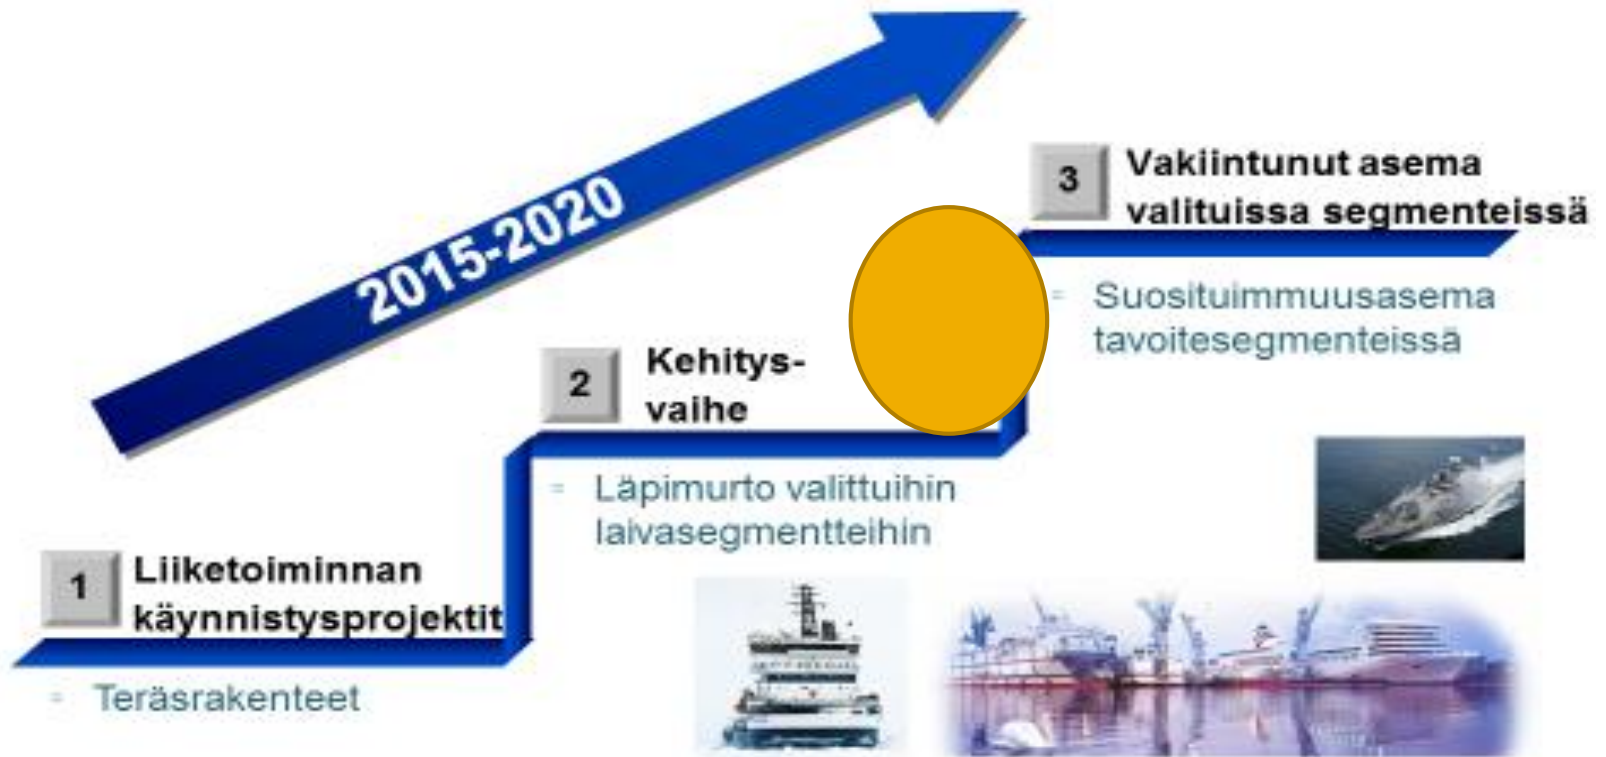 2015-2020
3
Vakiintunut asema
valituissa segmenteissä
Suosituimmuusasema
tavoitesegmenteissä
2
Kehitys-
vaihe
Läpimurto valittuihin
laivasegmentteihin
1
Liiketoiminnan
käynnistysprojektit
Teräsrakenteet